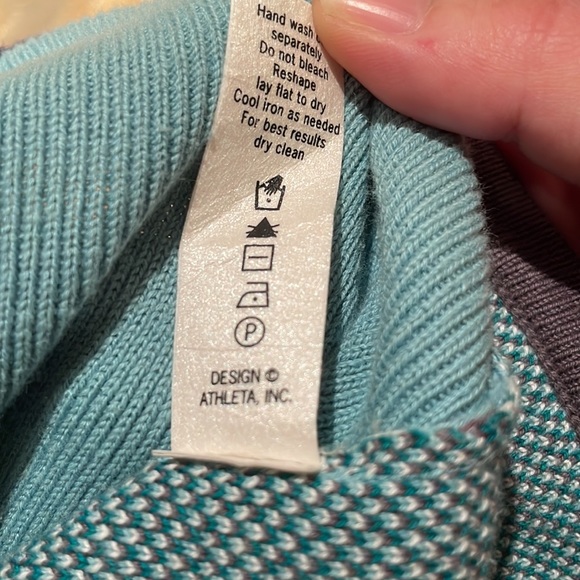 Hand wash
separately
Do not bleach
Reshape
lay flat to dry
Cool iron as needed
For best results
dry clean
P
DESIGN ©
ATHLETA, INC.